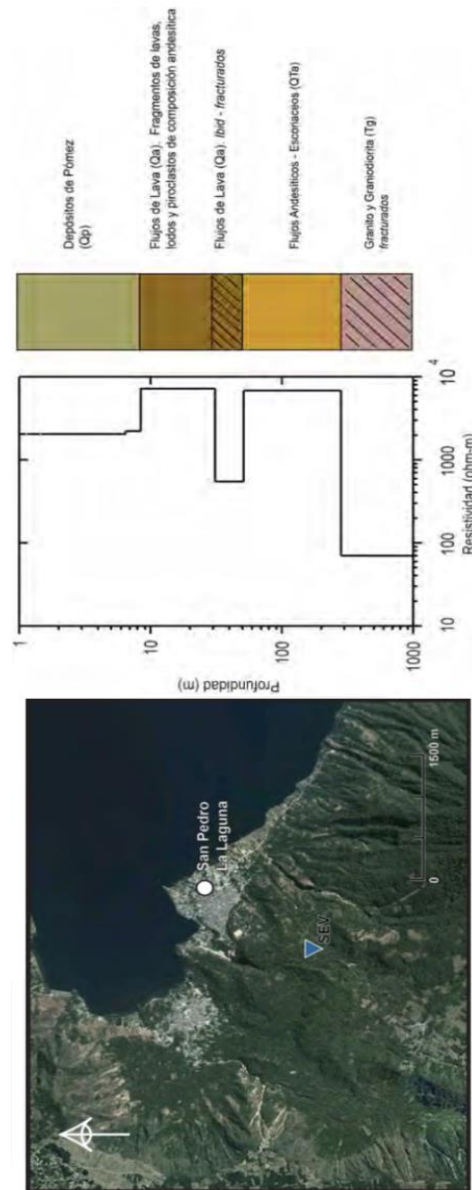 San Pedro
La Laguna
SEV
0
1500 m
Profundidad (m)
1
10
100
1000
10
100
1000
10
4
Resistividad (ohm-m)
Depósitos de Pómez
(Qp)
Flujos de Lava (Qa). Fragmentos de lavas,
lodos y piroclastos de composición andesítica
Flujos de Lava (Qa). Ibid - fracturados
Flujos Andesíticos - Escoriaceos (QTa)
Granito y Granodiorita (Tg)
fracturados